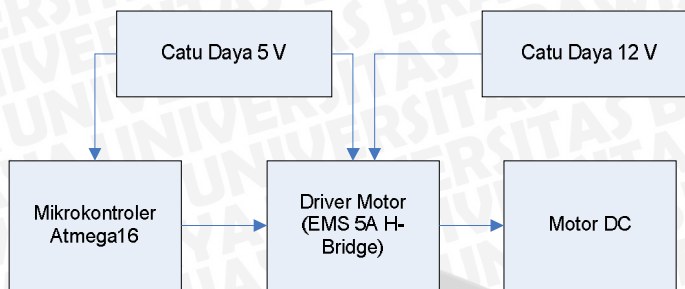 Catu Daya 5 V
Catu Daya 12 V
Mikrokontroler
Atmega16
Driver Motor
(EMS 5A H-
Bridge)
Motor DC